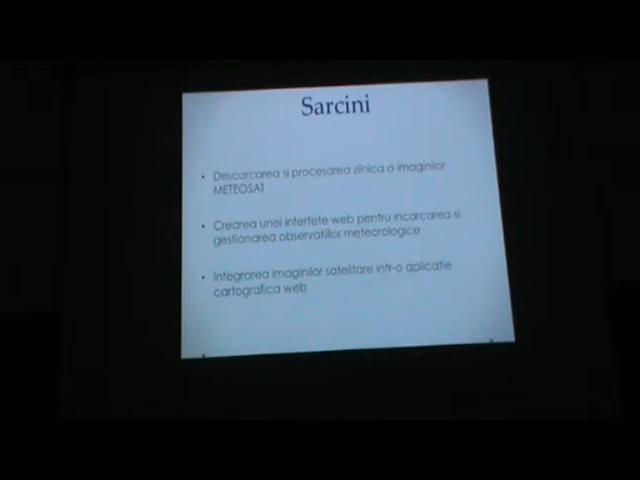 Sarcini
• Descarcarea si procesarea zilnica a imaginilor
METEOSAT
• Crearea unei intertete web pentru incarcarea si
gestionarea observatiilor meteorologice
• Integrarea imaginilor satelitare intr-o aplicatie
cartografica web